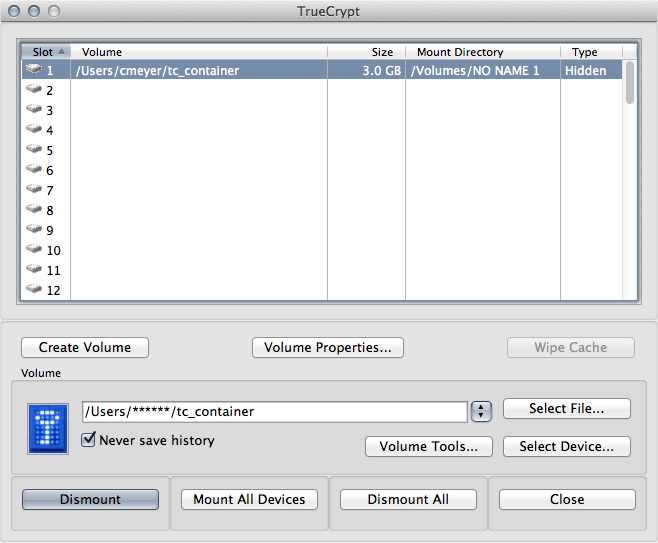 TrueCrypt
Slot Volume Size Mount Directory Type
1 /Users/cmeyer/tc_container 3.0 GB /Volumes/NO NAME 1 Hidden
2
3
4
5
6
7
8
9
10
11
12
Create Volume Volume Properties... Wipe Cache
Volume
/Users/******/tc_container Select File...
Never save history Volume Tools... Select Device...
Dismount Mount All Devices Dismount All Close